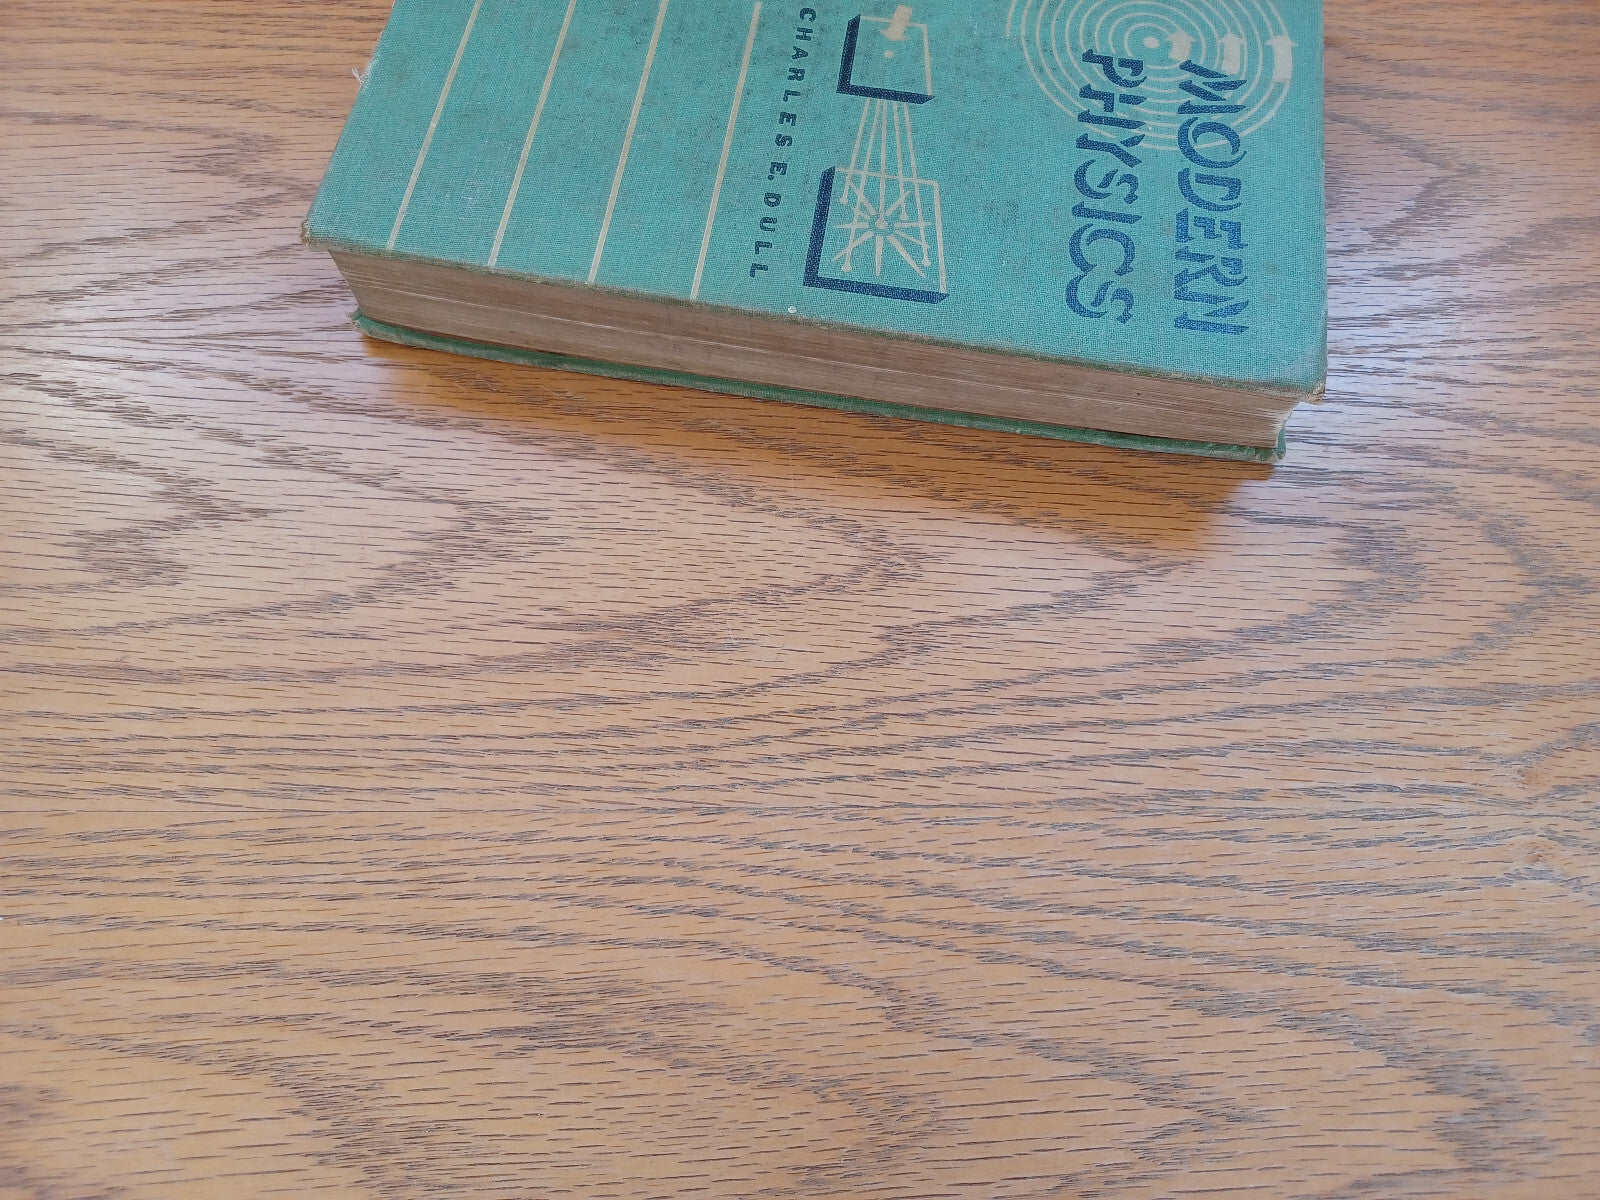 MODERN
PHYSICS
CHARLES E. DULL